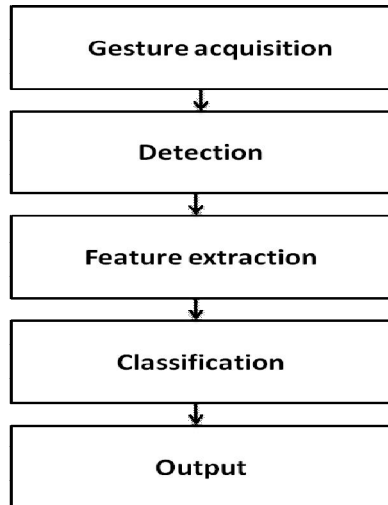 Gesture acquisition
Detection
Feature extraction
Classification
Output